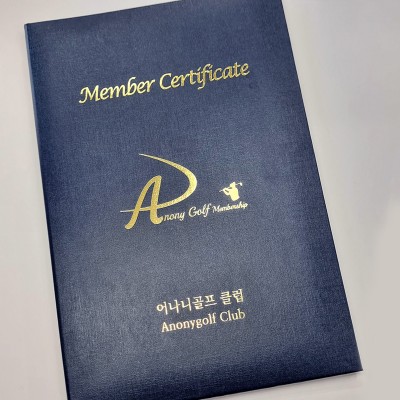 Member Certificate
Anony Golf Membership
어나니골프 클럽
Anonygolf Club